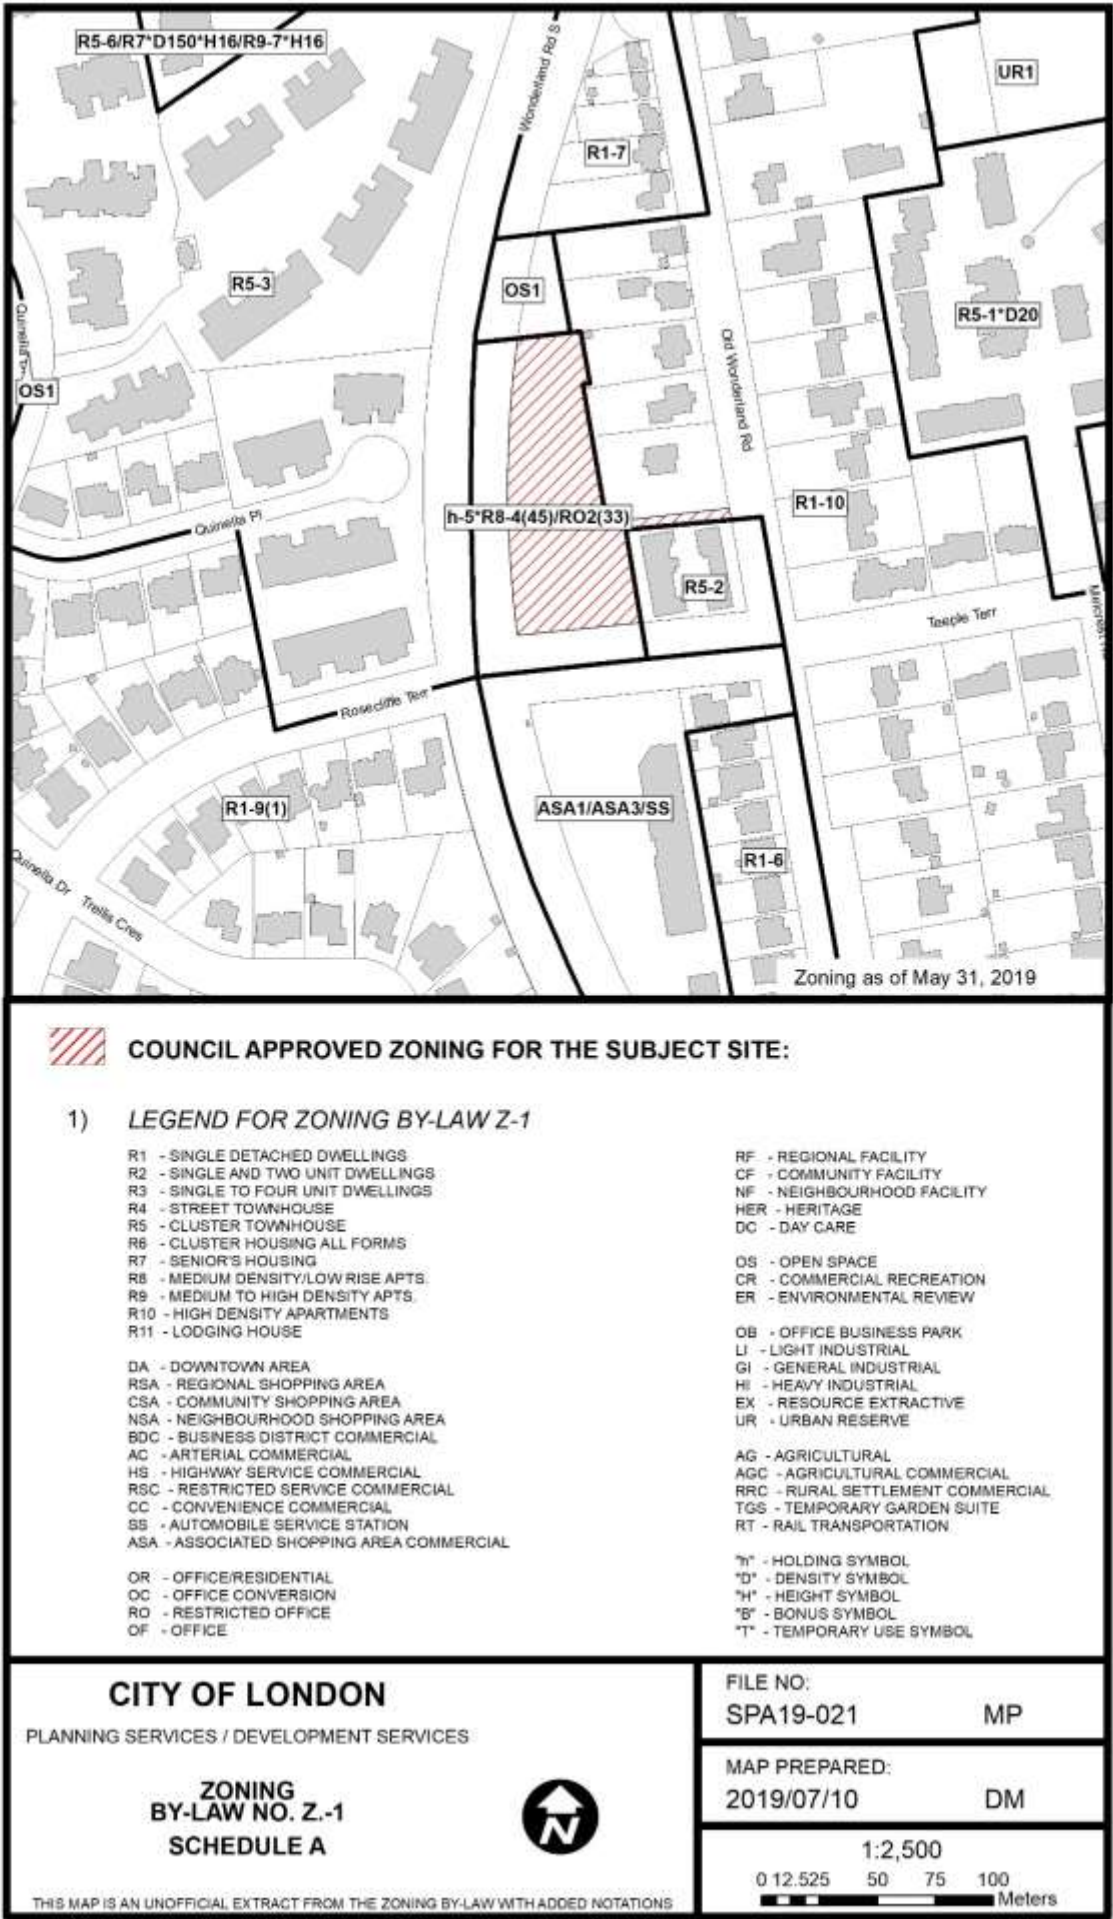 R5-6/R7*D150*H16/R9-7*H16
Wonderland Rd S
UR1
R1-7
R5-3
OS1
R5-1*D20
OS1
Old Wonderland Rd
h-5*R8-4(45)/RO2(33)
R1-10
Quinella Pl
R5-2
Teeple Terr
Rosecliffe Terr
R1-9(1)
ASA1/ASA3/SS
R1-6
Quinella Dr
Trellis Cres
Zoning as of May 31, 2019
COUNCIL APPROVED ZONING FOR THE SUBJECT SITE:
1) LEGEND FOR ZONING BY-LAW Z-1
R1 - SINGLE DETACHED DWELLINGS
R2 - SINGLE AND TWO UNIT DWELLINGS
R3 - SINGLE TO FOUR UNIT DWELLINGS
R4 - STREET TOWNHOUSE
R5 - CLUSTER TOWNHOUSE
R6 - CLUSTER HOUSING ALL FORMS
R7 - SENIOR'S HOUSING
R8 - MEDIUM DENSITY/LOW RISE APTS.
R9 - MEDIUM TO HIGH DENSITY APTS.
R10 - HIGH DENSITY APARTMENTS
R11 - LODGING HOUSE
DA - DOWNTOWN AREA
RSA - REGIONAL SHOPPING AREA
CSA - COMMUNITY SHOPPING AREA
NSA - NEIGHBOURHOOD SHOPPING AREA
BDC - BUSINESS DISTRICT COMMERCIAL
AC - ARTERIAL COMMERCIAL
HS - HIGHWAY SERVICE COMMERCIAL
RSC - RESTRICTED SERVICE COMMERCIAL
CC - CONVENIENCE COMMERCIAL
SS - AUTOMOBILE SERVICE STATION
ASA - ASSOCIATED SHOPPING AREA COMMERCIAL
OR - OFFICE/RESIDENTIAL
OC - OFFICE CONVERSION
RO - RESTRICTED OFFICE
OF - OFFICE
RF - REGIONAL FACILITY
CF - COMMUNITY FACILITY
NF - NEIGHBOURHOOD FACILITY
HER - HERITAGE
DC - DAY CARE
OS - OPEN SPACE
CR - COMMERCIAL RECREATION
ER - ENVIRONMENTAL REVIEW
OB - OFFICE BUSINESS PARK
LI - LIGHT INDUSTRIAL
GI - GENERAL INDUSTRIAL
HI - HEAVY INDUSTRIAL
EX - RESOURCE EXTRACTIVE
UR - URBAN RESERVE
AG - AGRICULTURAL
AGC - AGRICULTURAL COMMERCIAL
RRC - RURAL SETTLEMENT COMMERCIAL
TGS - TEMPORARY GARDEN SUITE
RT - RAIL TRANSPORTATION
"h" - HOLDING SYMBOL
"D" - DENSITY SYMBOL
"H" - HEIGHT SYMBOL
"B" - BONUS SYMBOL
"T" - TEMPORARY USE SYMBOL
CITY OF LONDON
PLANNING SERVICES / DEVELOPMENT SERVICES
ZONING
BY-LAW NO. Z.-1
SCHEDULE A
N
THIS MAP IS AN UNOFFICIAL EXTRACT FROM THE ZONING BY-LAW WITH ADDED NOTATIONS
FILE NO:
SPA19-021 MP
MAP PREPARED:
2019/07/10 DM
1:2,500
0 12.525 50 75 100
Meters